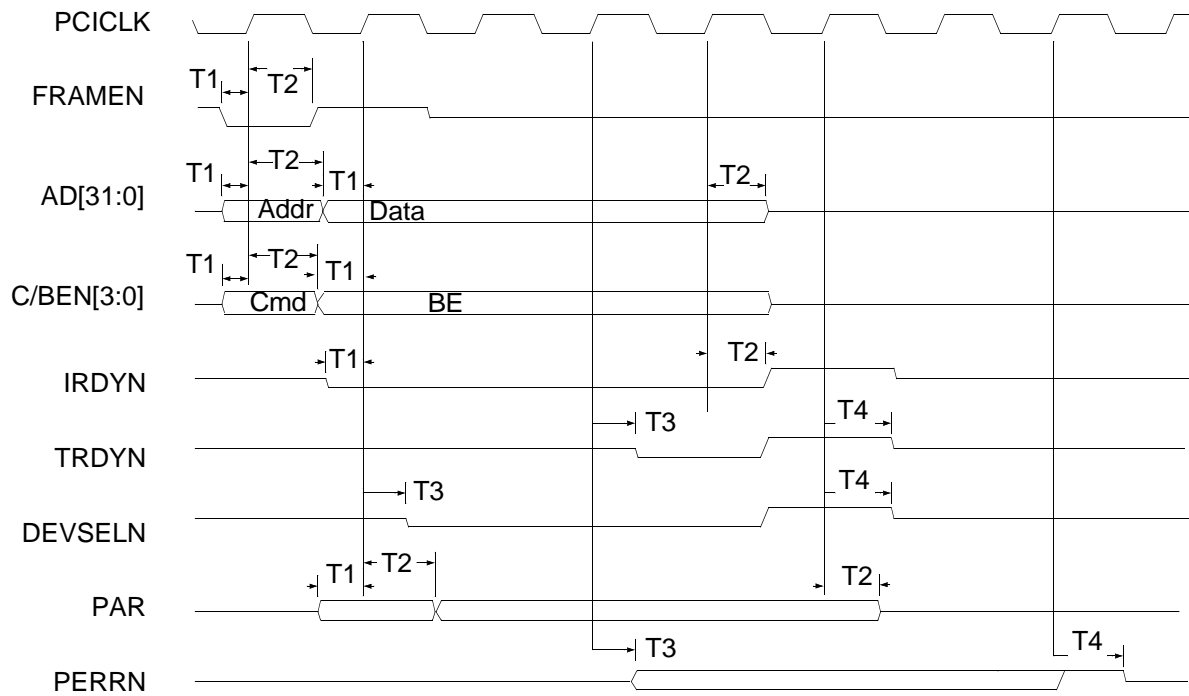 PCICLK
T1
T2
FRAMEN
T2
T1
T1
T2
AD[31:0]
Addr
Data
T2
T1
T1
C/BEN[3:0]
Cmd
BE
T1
T2
IRDYN
T3
T4
TRDYN
T3
T4
DEVSELN
T2
T1
T2
PAR
T3
T4
PERRN